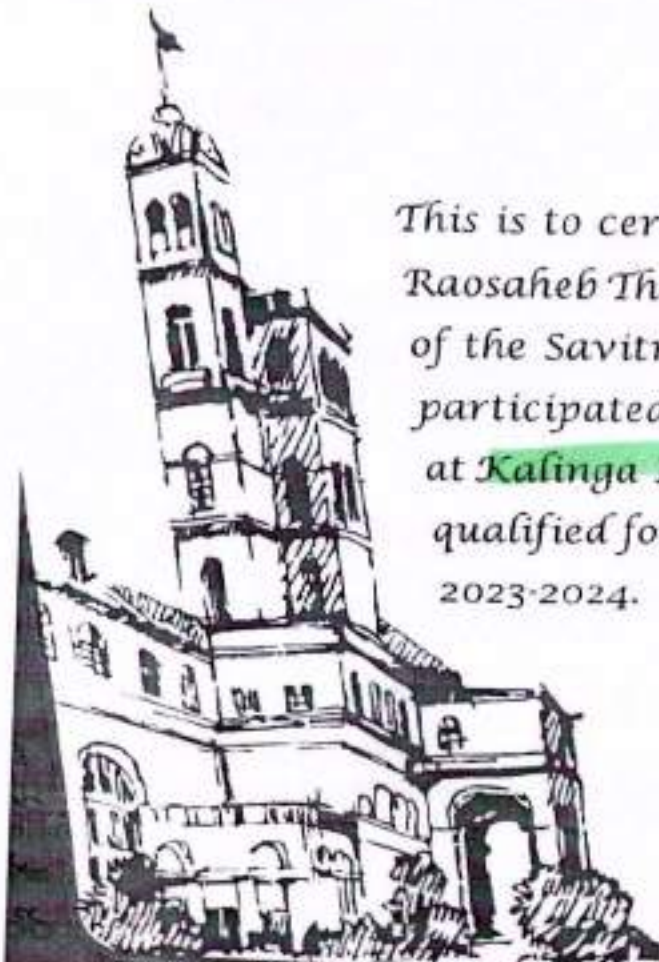 This is to cer
Raosaheb Th
of the Savitr
participated
at Kalinga
qualified fo
2023-2024.